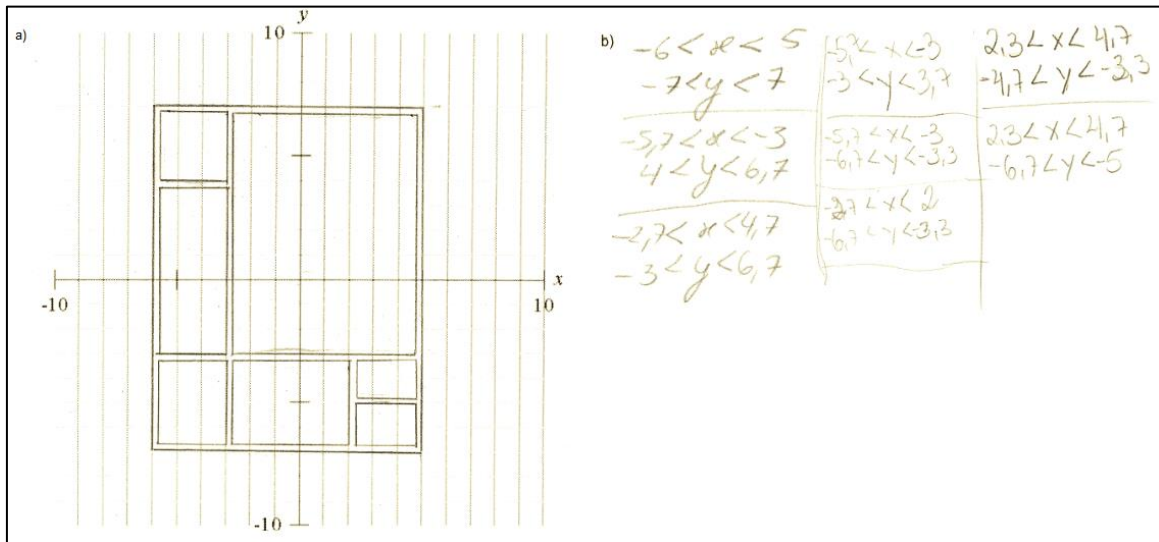 a)
y
10
-10
10
x
-10
b)
-6 < x < 5
-7 < y < 7
-5,7 < x < -3
4 < y < 6,7
-2,7 < x < 4,7
-3 < y < 6,7
-5,7 < x < -3
-3 < y < 3,7
-5,7 < x < -3
-6,7 < y < -3,3
-2,7 < x < 2
-6,7 < y < -3,3
2,3 < x < 4,7
-4,7 < y < -3,3
2,3 < x < 4,7
-6,7 < y < -5